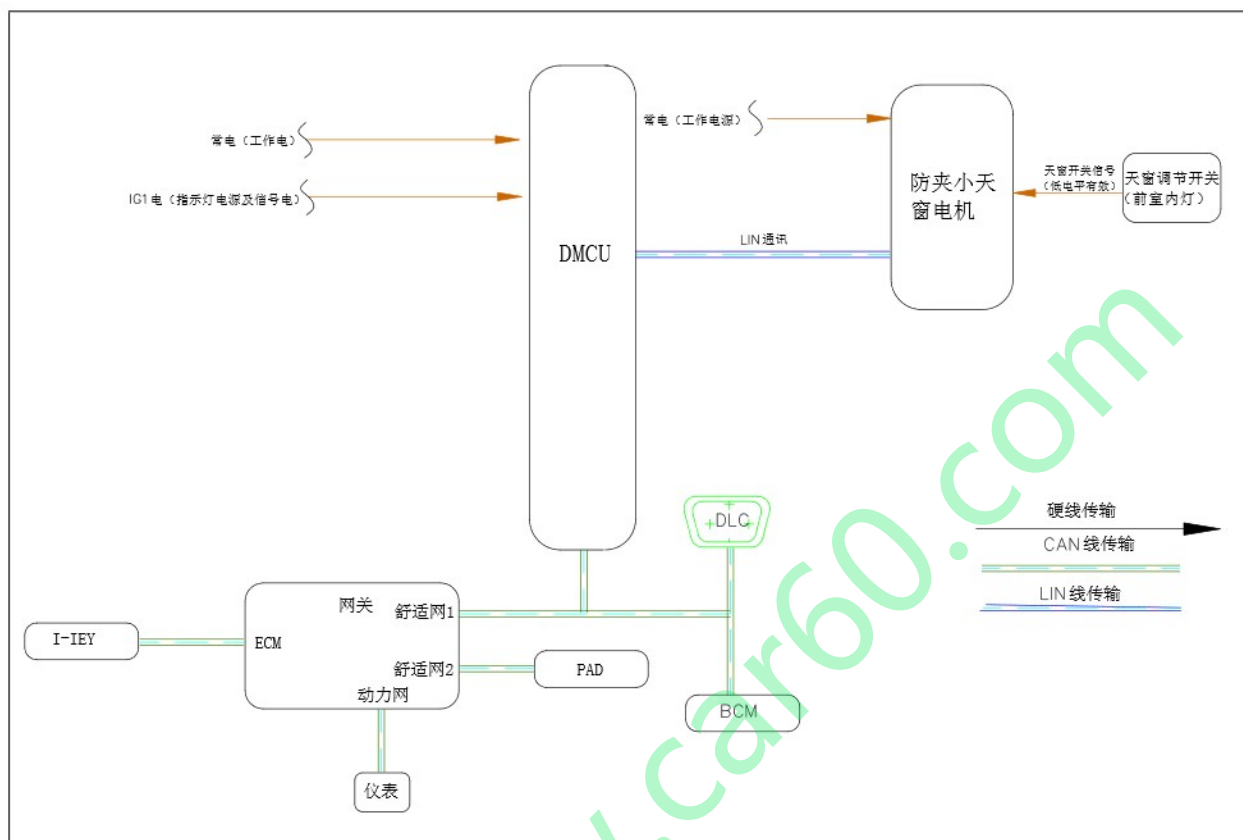 常电（工作电）
IG1电（指示灯电源及信号电）
DMCU
常电（工作电源）
LIN通讯
防夹小天
窗电机
天窗开关信号
（低电平有效）
天窗调节开关
（前室内灯）
DLC
硬线传输
CAN线传输
LIN线传输
I-IEY
网关
ECM
舒适网1
舒适网2
动力网
PAD
BCM
仪表
.car60.com